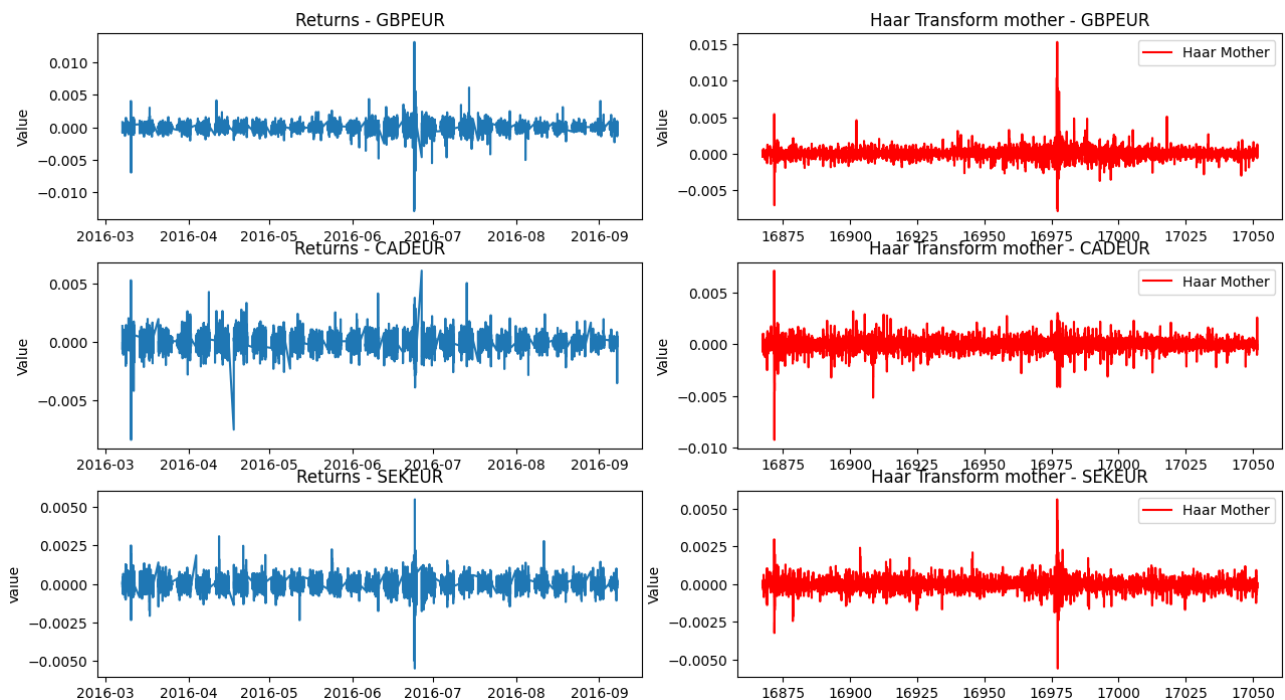 Returns - GBPEUR
Value
0.010
0.005
0.000
−0.005
−0.010
2016-03 2016-04 2016-05 2016-06 2016-07 2016-08 2016-09
Haar Transform mother - GBPEUR
Haar Mother
Value
0.015
0.010
0.005
0.000
−0.005
16875 16900 16925 16950 16975 17000 17025 17050
Returns - CADEUR
Value
0.005
0.000
−0.005
2016-03 2016-04 2016-05 2016-06 2016-07 2016-08 2016-09
Haar Transform mother - CADEUR
Haar Mother
Value
0.005
0.000
−0.005
−0.010
16875 16900 16925 16950 16975 17000 17025 17050
Returns - SEKEUR
Value
0.0050
0.0025
0.0000
−0.0025
−0.0050
2016-03 2016-04 2016-05 2016-06 2016-07 2016-08 2016-09
Haar Transform mother - SEKEUR
Haar Mother
Value
0.0050
0.0025
0.0000
−0.0025
−0.0050
16875 16900 16925 16950 16975 17000 17025 17050